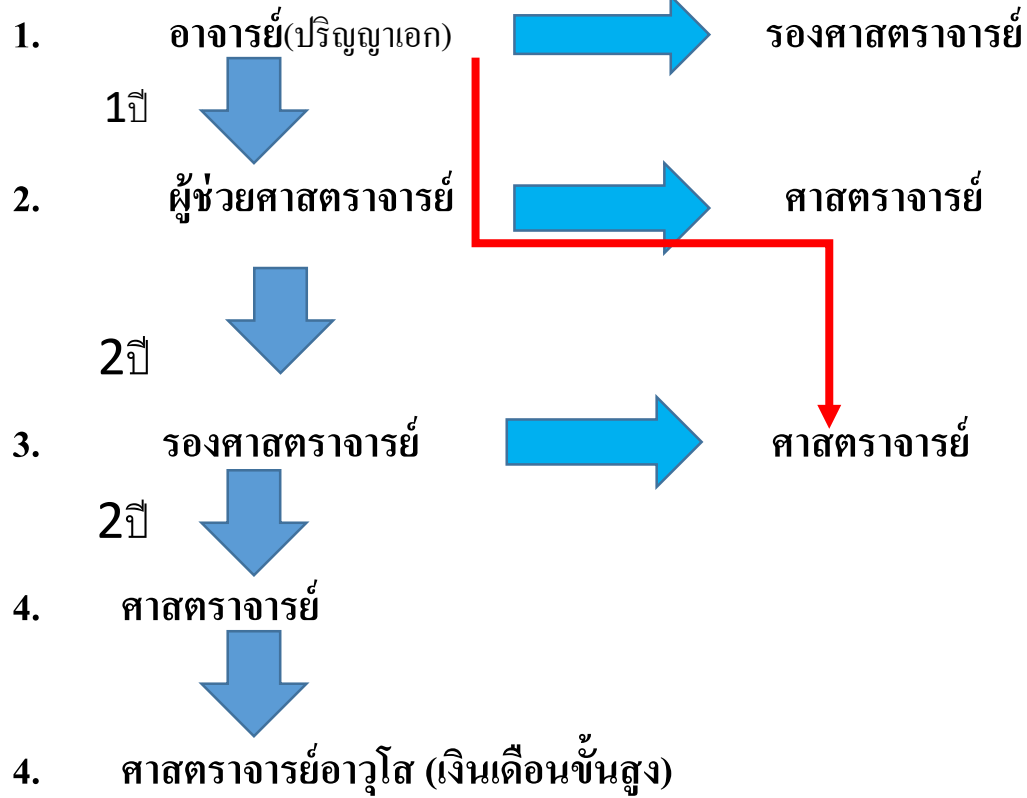 1. อาจารย์(ปริญญาเอก) รองศาสตราจารย์
1ปี
2. ผู้ช่วยศาสตราจารย์ ศาสตราจารย์
2ปี
3. รองศาสตราจารย์ ศาสตราจารย์
2ปี
4. ศาสตราจารย์
4. ศาสตราจารย์อาวุโส (เงินเดือนขั้นสูง)